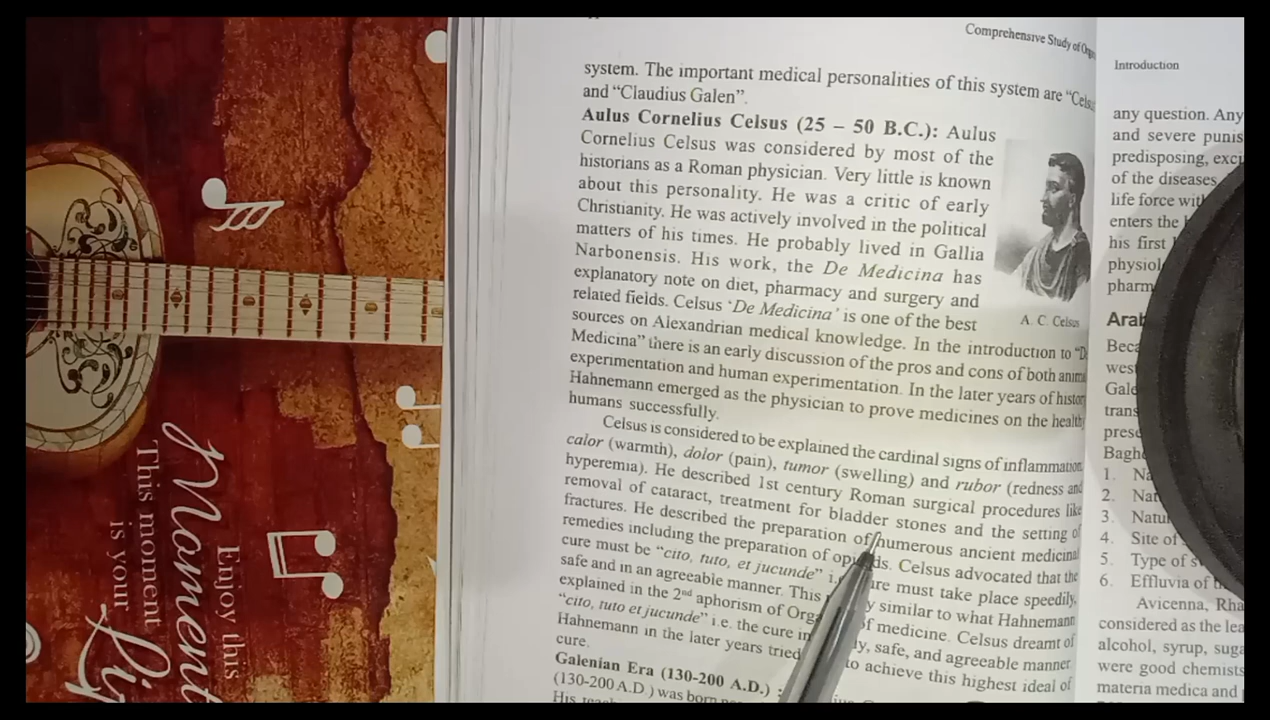 Comprehensive Study of
system. The important medical personalities of this system are "Celsus
and "Claudius Galen".
Aulus Cornelius Celsus (25 – 50 B.C.): Aulus
Cornelius Celsus was considered by most of the
historians as a Roman physician. Very little is known
about this personality. He was a critic of early
Christianity. He was actively involved in the political
matters of his times. He probably lived in Gallia
Narbonensis. His work, the De Medicina has
explanatory note on diet, pharmacy and surgery and
related fields. Celsus 'De Medicina' is one of the best
sources on Alexandrian medical knowledge. In the introduction to "D
Medicina" there is an early discussion of the pros and cons of both anima
experimentation and human experimentation. In the later years of history
Hahnemann emerged as the physician to prove medicines on the healthy
humans successfully.
A. C. Celsus
Celsus is considered to be explained the cardinal signs of inflammation
calor (warmth), dolor (pain), tumor (swelling) and rubor (redness and
hyperemia). He described 1st century Roman surgical procedures like
removal of cataract, treatment for bladder stones and the setting of
fractures. He described the preparation of numerous ancient medicinal
remedies including the preparation of opioids. Celsus advocated that the
cure must be "cito, tuto, et jucunde" i.e. must take place speedily,
safe and in an agreeable manner. This similar to what Hahnemann
explained in the 2nd aphorism of of medicine. Celsus dreamt of
"cito, tuto et jucunde" i.e. the cure in safe, and agreeable manner
Hahnemann in the later years tried to achieve this highest ideal of
cure.
Galenian Era (130-200 A.D.) :
(130-200 A.D.) was born
His
Introduction
any question. Any
and severe punis
predisposing, exci
of the diseases
life force with
enters the
his first
physiol
pharm
Arab
Beca
west
Gale
trans
prese
Baghd
1. Na
2. Nat
3. Natu
4. Site of
5. Type of s
6. Effluvia of
Avicenna, Rha
considered as the lea
alcohol, syrup, suga
were good chemists
materia medica and
Enjoy this
Moment
This moment
is your